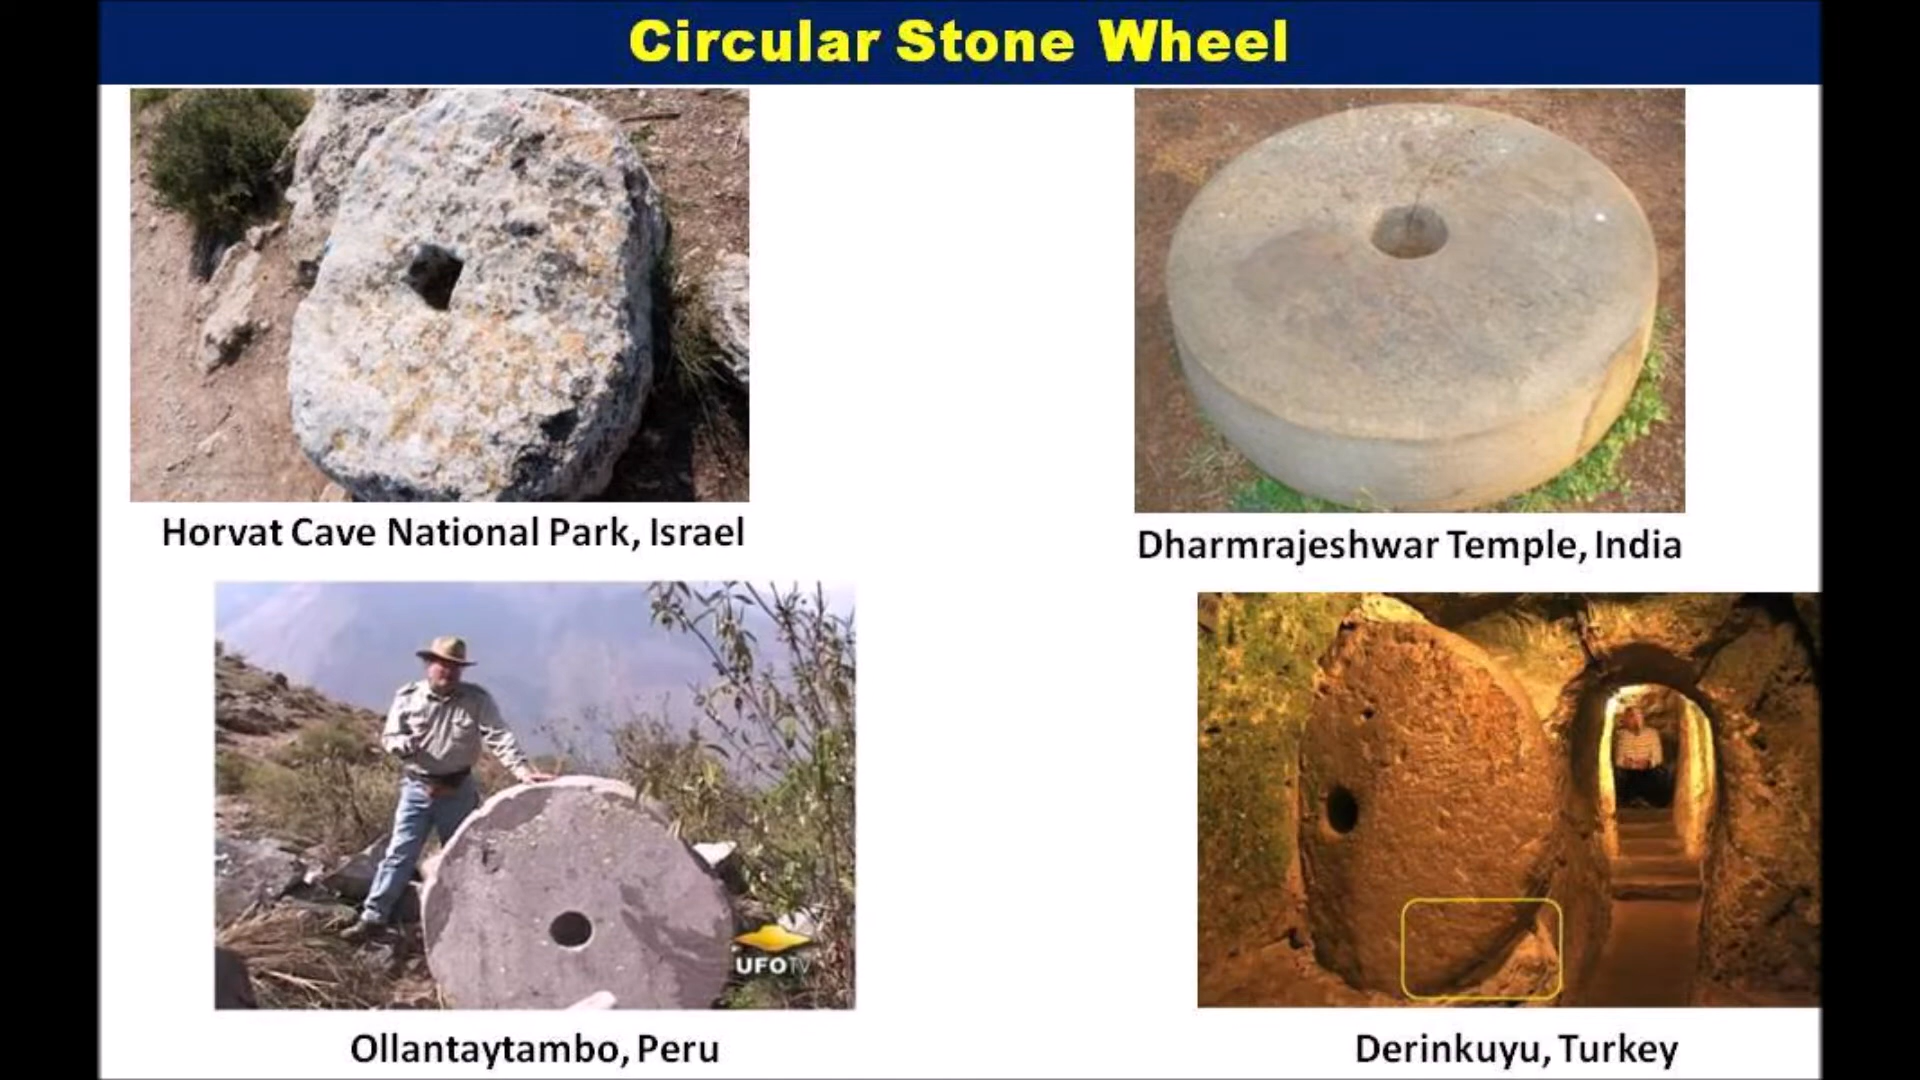 Circular Stone Wheel
Horvat Cave National Park, Israel
Dharmrajeshwar Temple, India
UFOTV
Ollantaytambo, Peru
Derinkuyu, Turkey